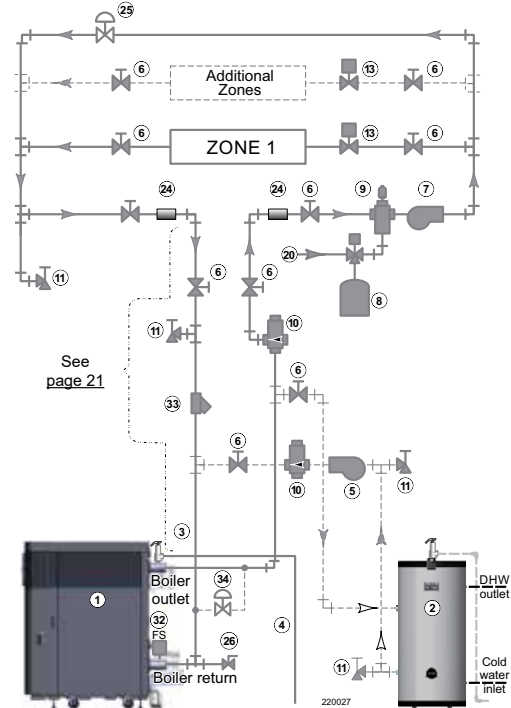 25
6
Additional
Zones
13
6
6
ZONE 1
13
6
24
24
6
9
7
20
11
6
6
8
11
10
See
page 21
6
33
6
10
5
11
3
Boiler
outlet
34
1
2
DHW
outlet
32
FS
26
4
Boiler return
11
Cold
water
inlet
220027